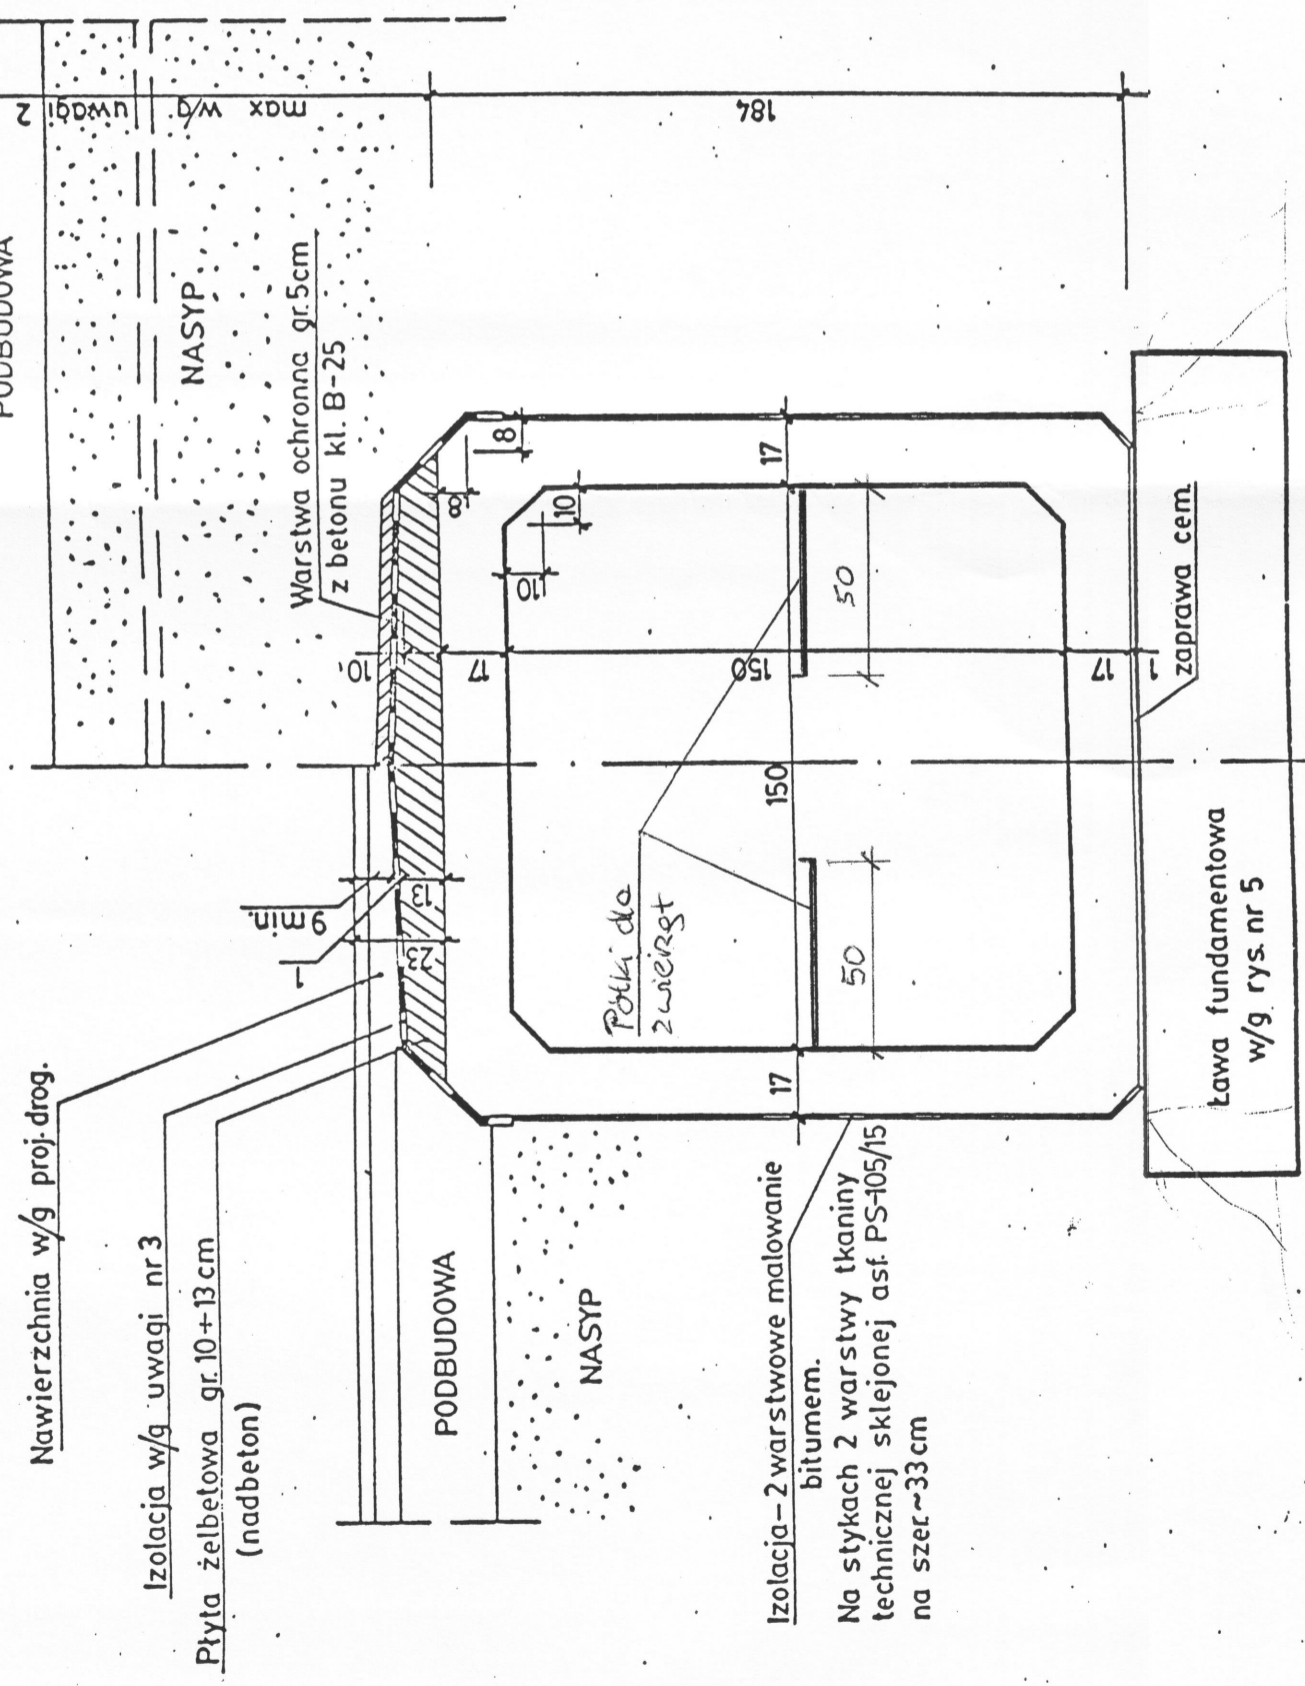 Nawierzchnia w/g proj. drog.
Izolacja w/g uwagi nr 3
Płyta żelbetowa gr. 10÷13 cm
(nadbeton)
1
9 min.
23
13
PODBUDOWA
NASYP
PODBUDOWA
NASYP
max w/g uwagi 2
184
Warstwa ochronna gr. 5cm
z betonu kl. B-25
10
17
8
8
10
10
150
150
17
17
17
1
50
50
Półki dla
zwierząt
zaprawa cem.
Izolacja – 2 warstwowe malowanie
bitumem.
Na stykach 2 warstwy tkaniny
technicznej sklejonej asf. PS-105/15
na szer. ~33cm
Ława fundamentowa
w/g rys. nr 5